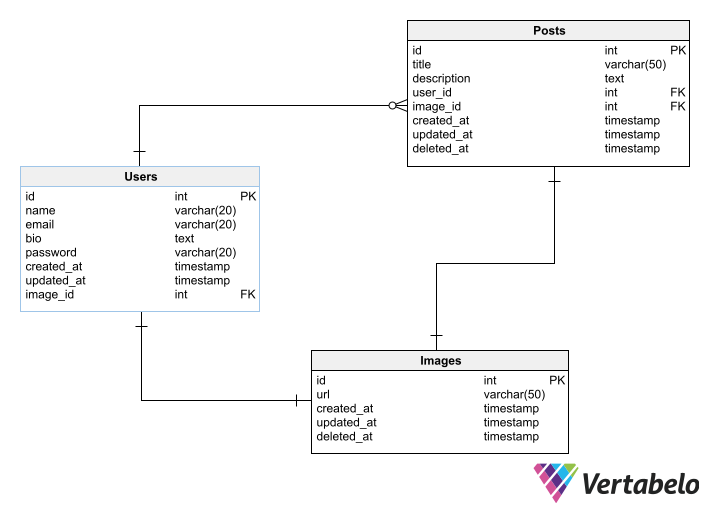 Posts
id int PK
title varchar(50)
description text
user_id int FK
image_id int FK
created_at timestamp
updated_at timestamp
deleted_at timestamp
Users
id int PK
name varchar(20)
email varchar(20)
bio text
password varchar(20)
created_at timestamp
updated_at timestamp
image_id int FK
Images
id int PK
url varchar(50)
created_at timestamp
updated_at timestamp
deleted_at timestamp
Vertabelo